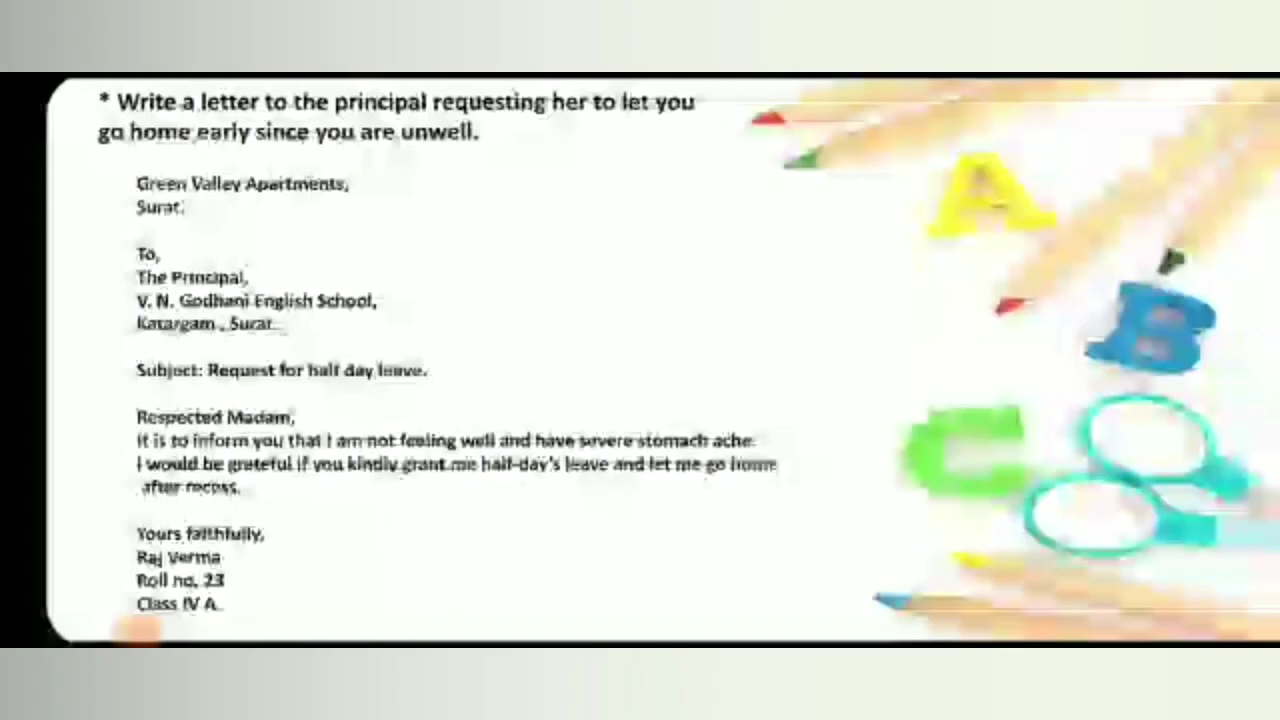 * Write a letter to the principal requesting her to let you
go home early since you are unwell.
Green Valley Apartments,
Surat.
To,
The Principal,
V. N. Godhani English School,
Katargam , Surat.
Subject: Request for half day leave.
Respected Madam,
It is to inform you that I am not feeling well and have severe stomach ache.
I would be grateful if you kindly grant me half-day's leave and let me go home
after recess.
Yours faithfully,
Raj Verma
Roll no. 23
Class IV A.
A
B
C